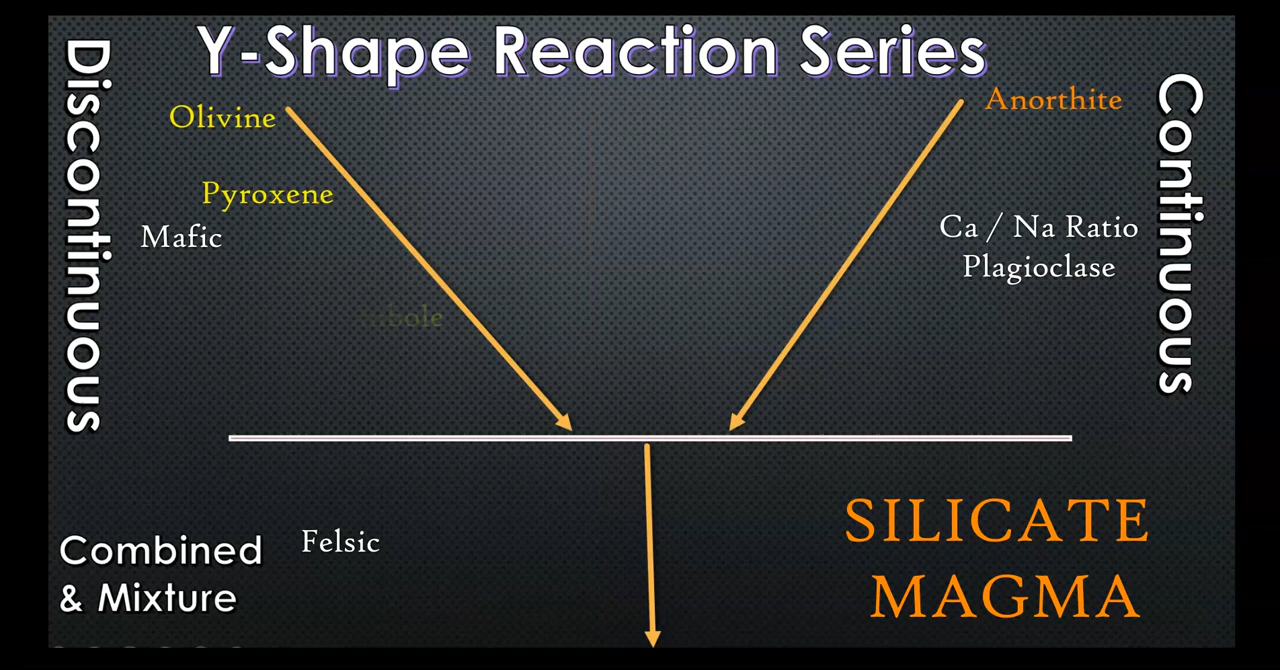 Y-Shape Reaction Series
Discontinuous
Olivine
Anorthite
Continuous
Pyroxene
Mafic
Ca / Na Ratio
Plagioclase
SILICATE
MAGMA
Felsic
Combined
& Mixture